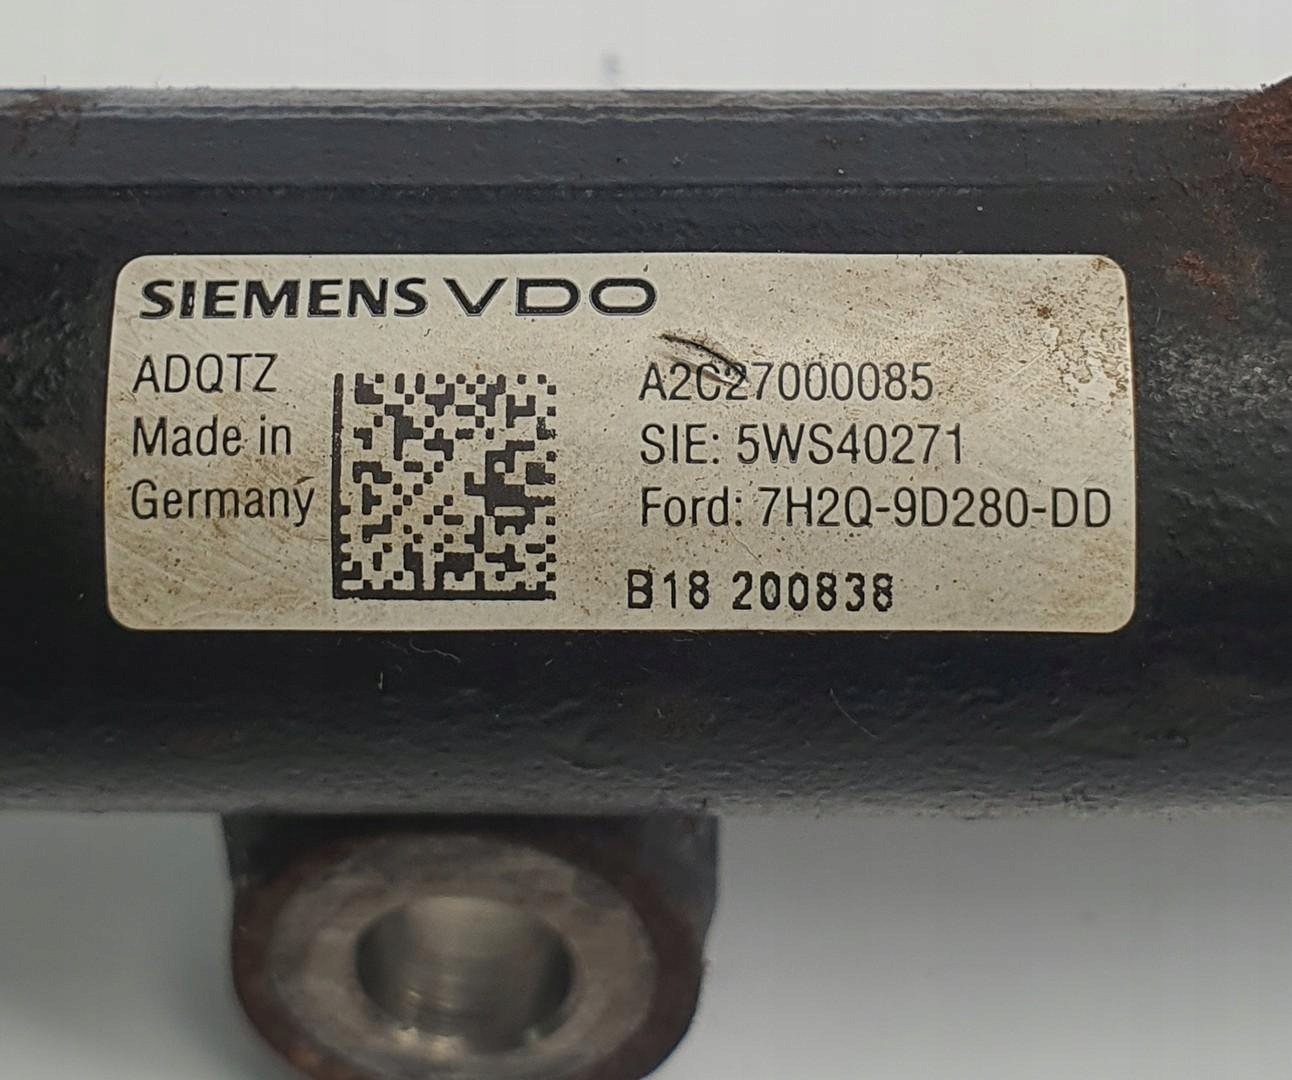 SIEMENS VDO
ADQTZ
Made in
Germany
A2C27000085
SIE: 5WS40271
Ford: 7H2Q-9D280-DD
B18 200838